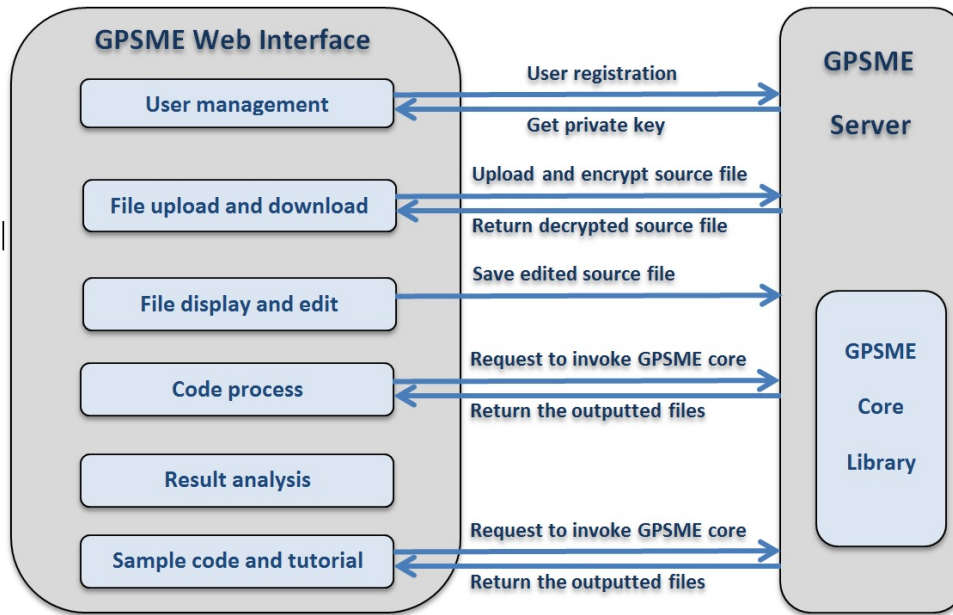 GPSME Web Interface
User management
File upload and download
File display and edit
Code process
Result analysis
Sample code and tutorial
User registration
Get private key
Upload and encrypt source file
Return decrypted source file
Save edited source file
Request to invoke GPSME core
Return the outputted files
Request to invoke GPSME core
Return the outputted files
GPSME
Server
GPSME
Core
Library